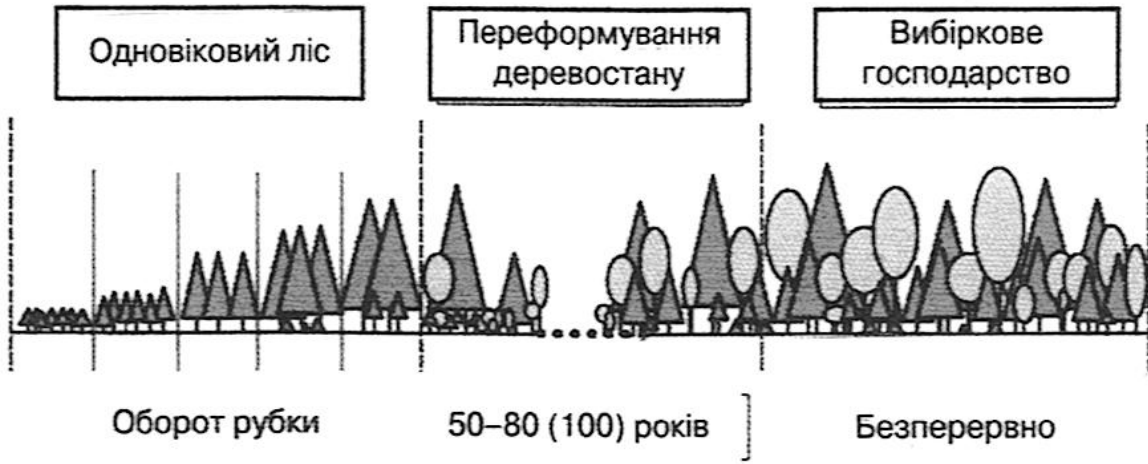 Одновіковий ліс
Переформування
деревостану
Вибіркове
господарство
Оборот рубки
50–80 (100) років
Безперервно